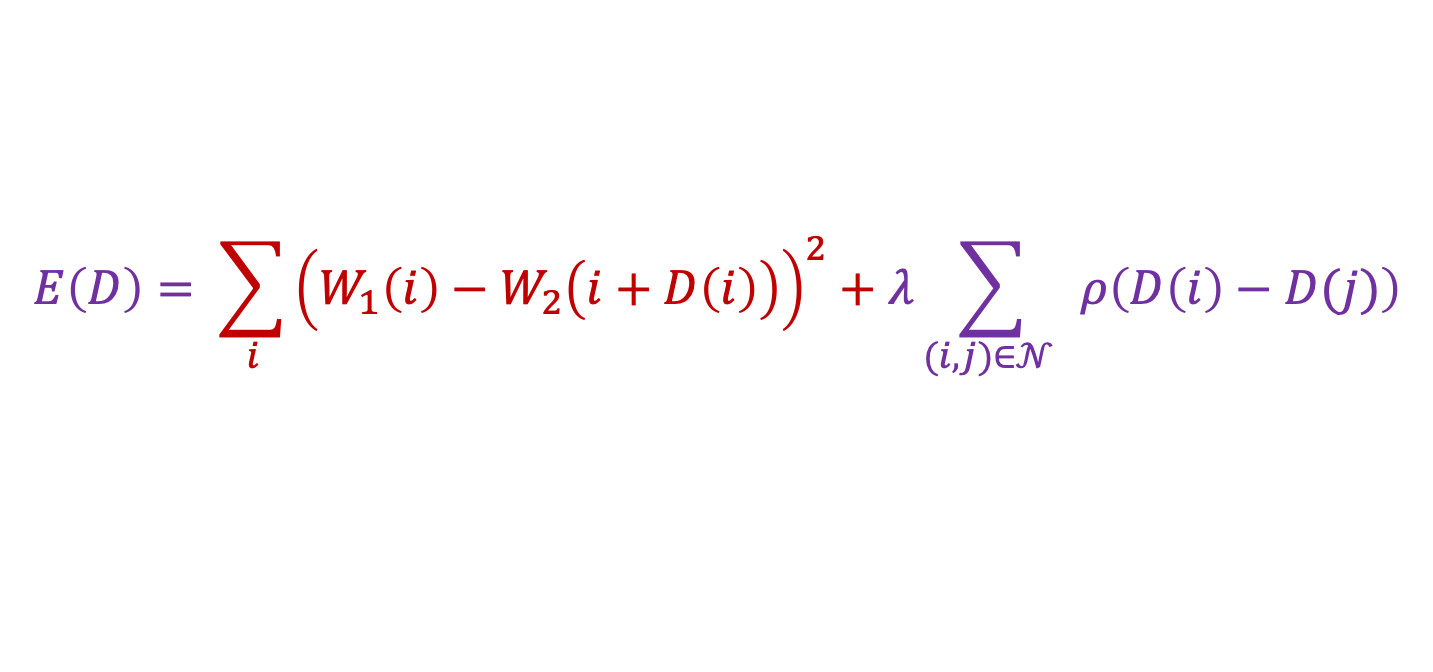 E(D) = ∑_i (W₁(i) − W₂(i + D(i)))² + λ ∑_{(i,j)∈𝒩} ρ(D(i) − D(j))